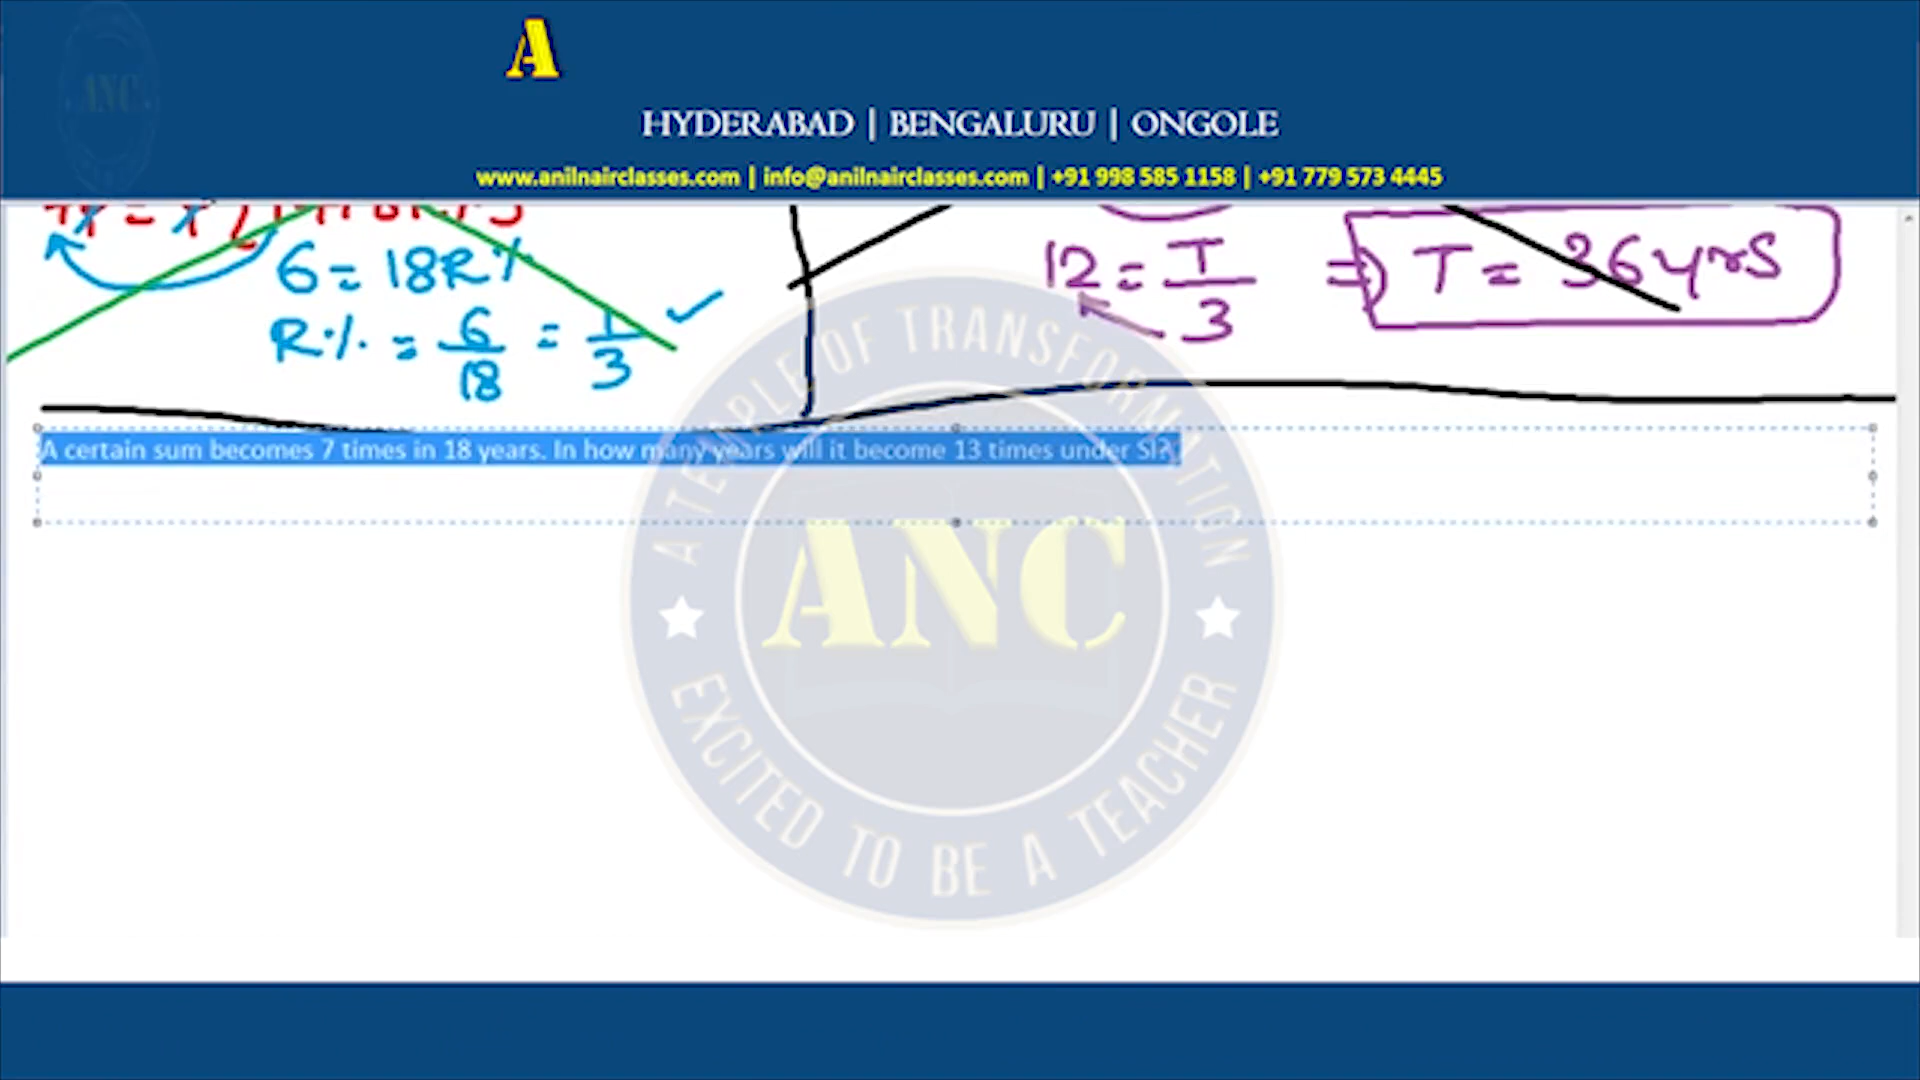 A
HYDERABAD | BENGALURU | ONGOLE
www.anilnairclasses.com | info@anilnairclasses.com | +91 998 585 1158 | +91 779 573 4445
ANC
6 = 18R%
R% = 6/18 = 1/3 ✓
12 = T/3 ⇒ T = 36yrs
A certain sum becomes 7 times in 18 years. In how many years will it become 13 times under SI?
A TEMPLE OF TRANSFORMATION
ANC
EXCITED TO BE A TEACHER